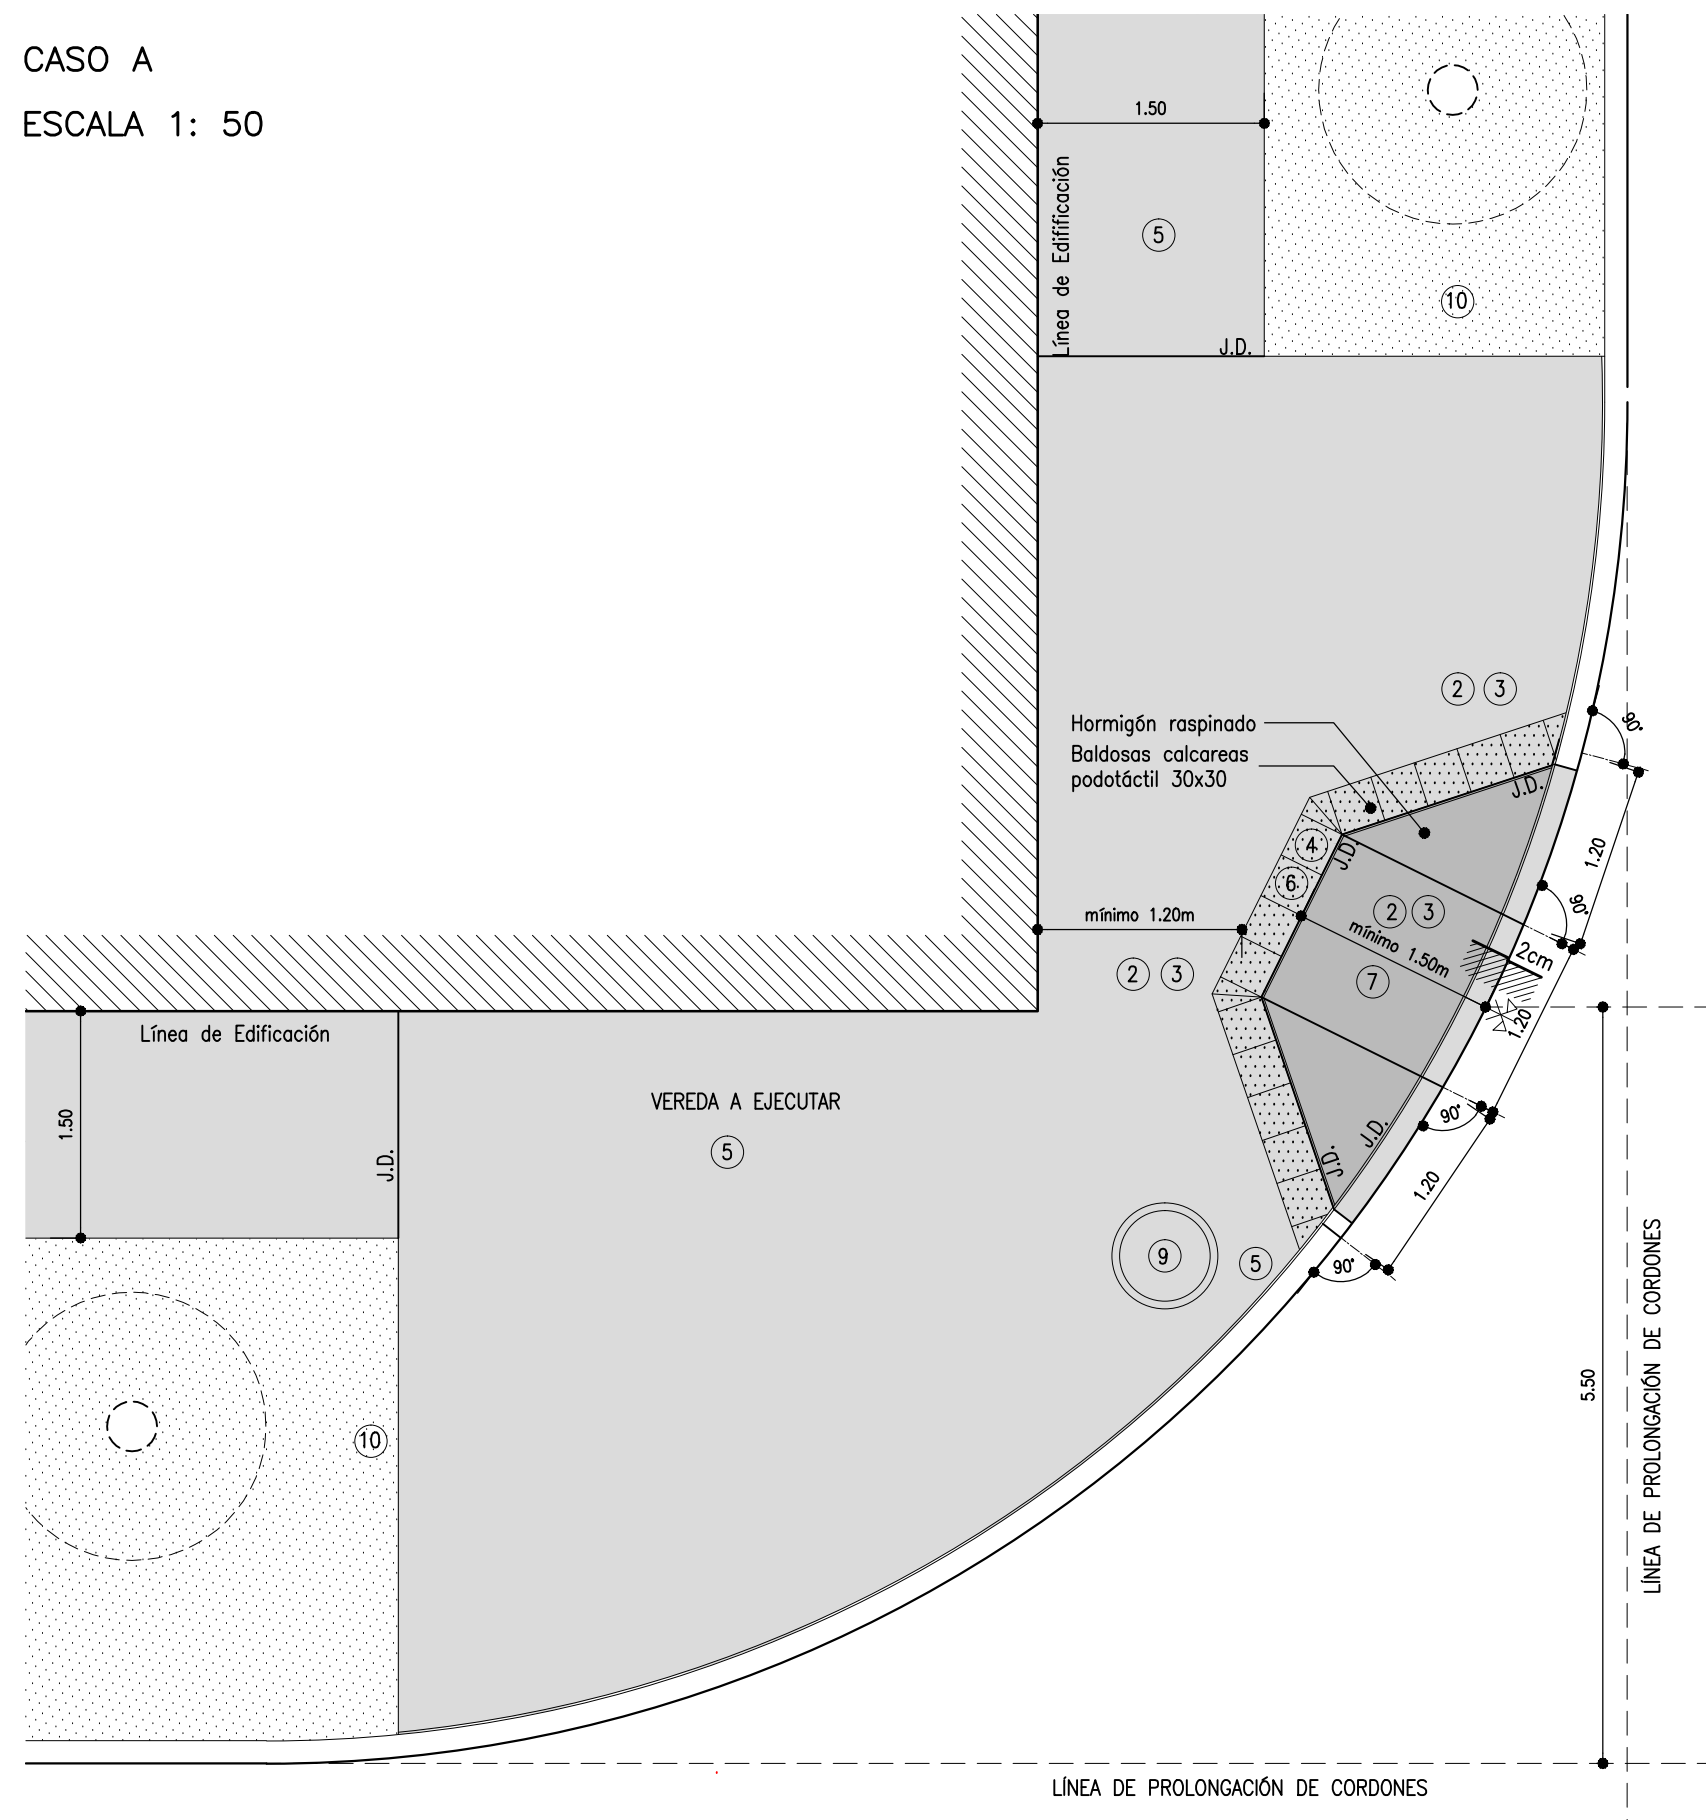 CASO A
ESCALA 1: 50
1.50
Línea de Edifificación
5
10
J.D.
2 3
90°
Hormigón raspinado
Baldosas calcareas
podotáctil 30x30
J.D.
1.20
4
J.D.
6
2 3
90°
mínimo 1.20m
mínimo 1.50m
2cm
2 3
7
1.20
Línea de Edificación
VEREDA A EJECUTAR
5
1.50
J.D.
J.D.
J.D.
90°
1.20
9
5
90°
5.50
10
LÍNEA DE PROLONGACIÓN DE CORDONES
LÍNEA DE PROLONGACIÓN DE CORDONES